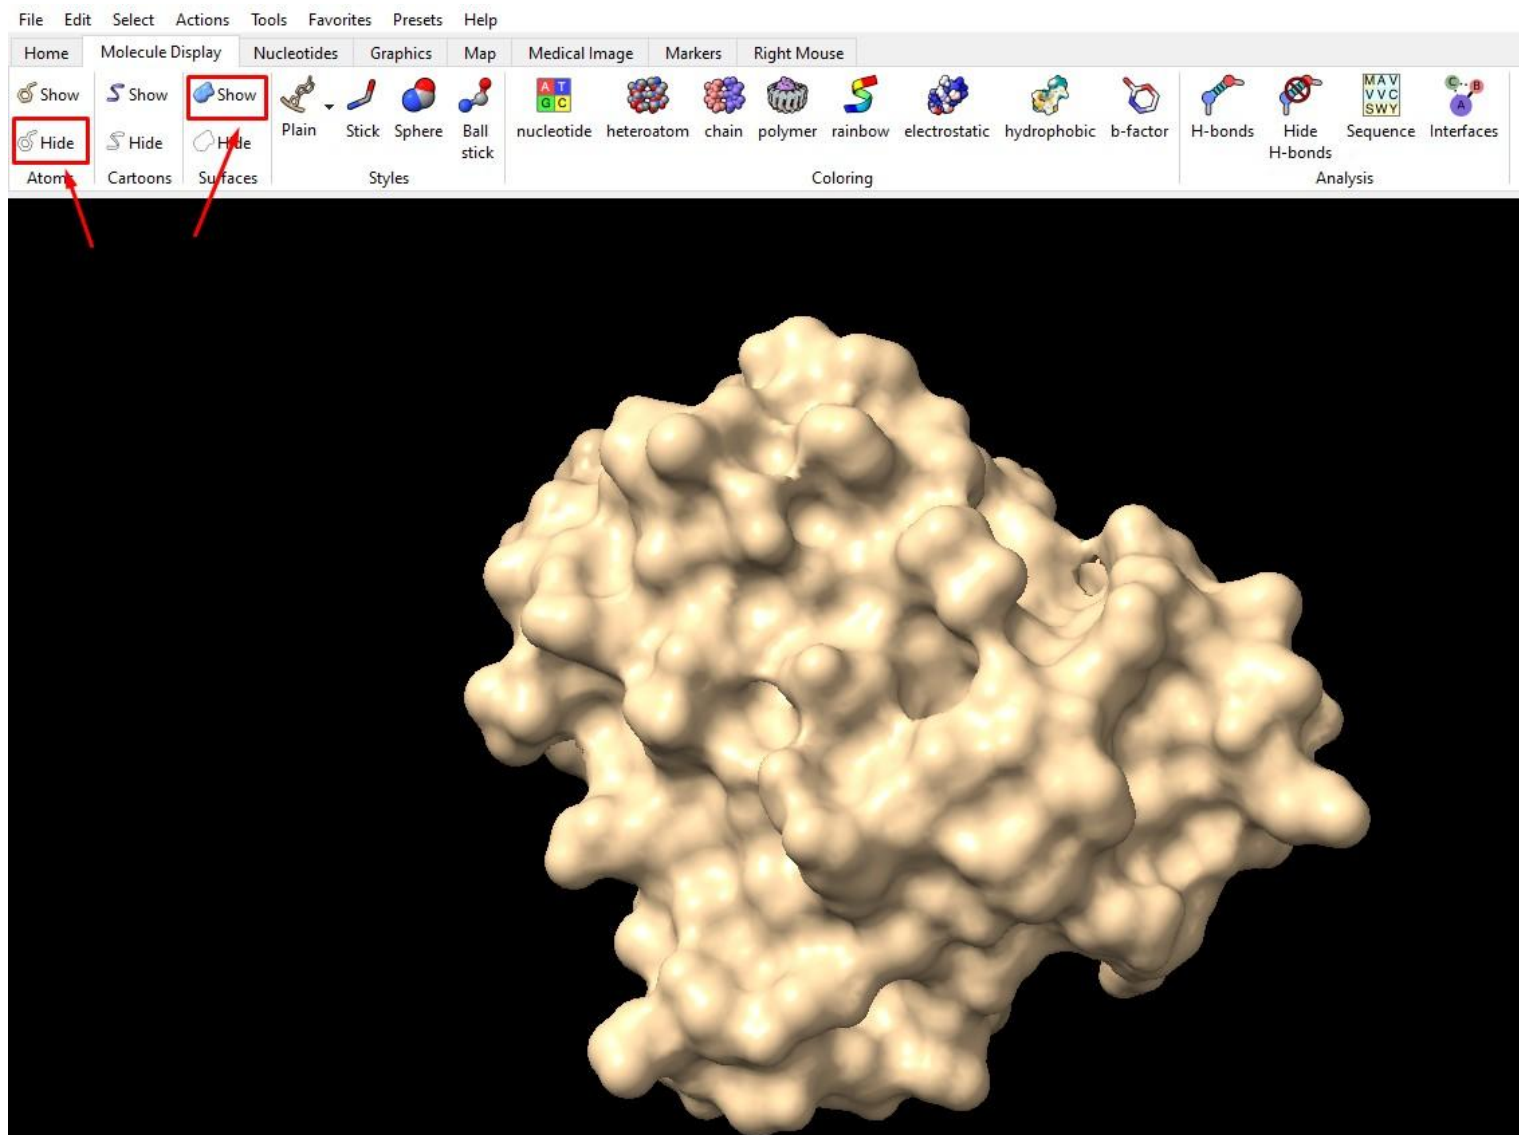 File Edit Select Actions Tools Favorites Presets Help
Home Molecule Display Nucleotides Graphics Map Medical Image Markers Right Mouse
Show Show Show
Hide Hide Hide
Atoms Cartoons Surfaces
Plain Stick Sphere Ball stick
Styles
A T
G C
nucleotide heteroatom chain polymer rainbow electrostatic hydrophobic b-factor
Coloring
M A V
V V C
S W Y
C B
A
H-bonds Hide H-bonds Sequence Interfaces
Analysis